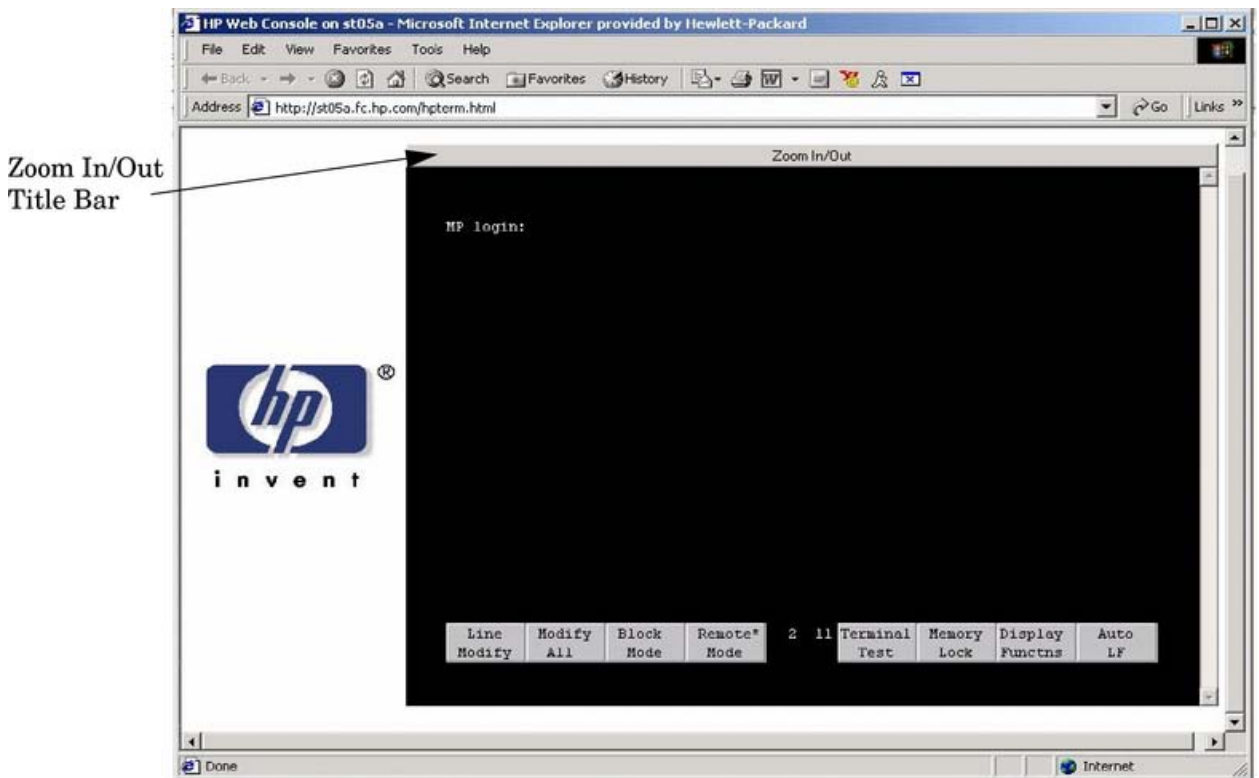 HP Web Console on st05a - Microsoft Internet Explorer provided by Hewlett-Packard
File Edit View Favorites Tools Help
Back Search Favorites History
Address http://st05a.fc.hp.com/hpterm.html Go Links »
Zoom In/Out
Title Bar
Zoom In/Out
MP login:
hp ®
invent
Line Modify Block Remote* 2 11 Terminal Memory Display Auto
Modify All Mode Mode Test Lock Functns LF
Done Internet